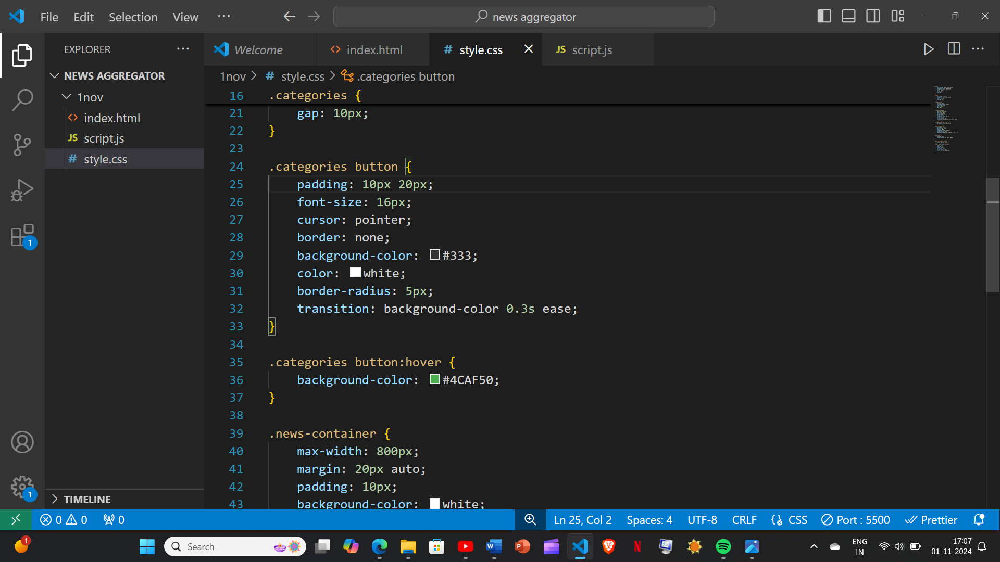 File Edit Selection View ···
news aggregator
EXPLORER ···
NEWS AGGREGATOR
1nov
index.html
JS script.js
# style.css
TIMELINE
Welcome
index.html
# style.css
JS script.js
1nov > # style.css > .categories button
16 .categories {
21 gap: 10px;
22 }
23
24 .categories button {
25 padding: 10px 20px;
26 font-size: 16px;
27 cursor: pointer;
28 border: none;
29 background-color: #333;
30 color: white;
31 border-radius: 5px;
32 transition: background-color 0.3s ease;
33 }
34
35 .categories button:hover {
36 background-color: #4CAF50;
37 }
38
39 .news-container {
40 max-width: 800px;
41 margin: 20px auto;
42 padding: 10px;
43 background-color: white;
1
1
0 0 0 Ln 25, Col 2 Spaces: 4 UTF-8 CRLF {} CSS Port : 5500 Prettier
1
Search
ENG
IN
17:07
01-11-2024